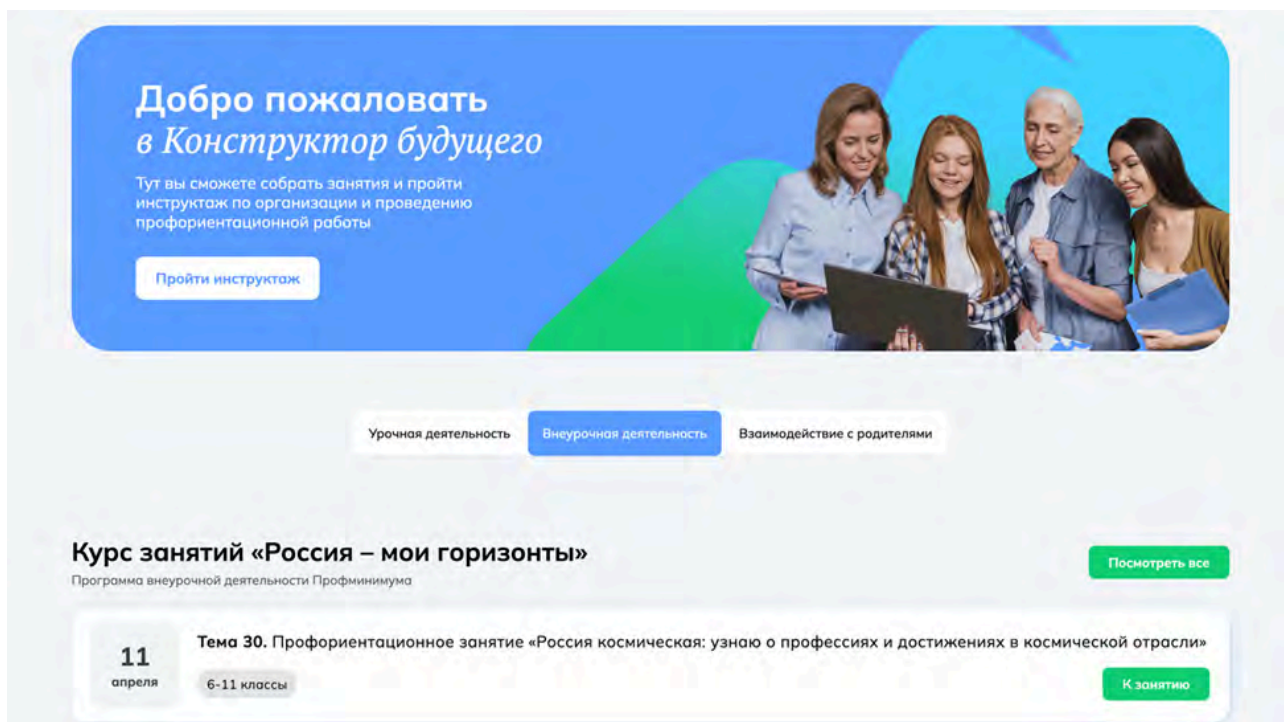 Добро пожаловать
в Конструктор будущего
Тут вы сможете собрать занятия и пройти
инструктаж по организации и проведению
профориентационной работы
Пройти инструктаж
Урочная деятельность
Внеурочная деятельность
Взаимодействие с родителями
Курс занятий «Россия – мои горизонты»
Посмотреть все
Программа внеурочной деятельности Профминимума
11
апреля
Тема 30. Профориентационное занятие «Россия космическая: узнаю о профессиях и достижениях в космической отрасли»
6-11 классы
К занятию